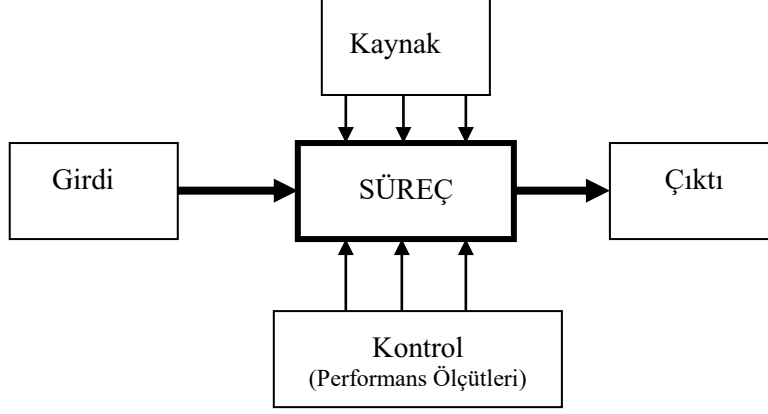 Kaynak
Girdi
SÜREÇ
Çıktı
Kontrol
(Performans Ölçütleri)